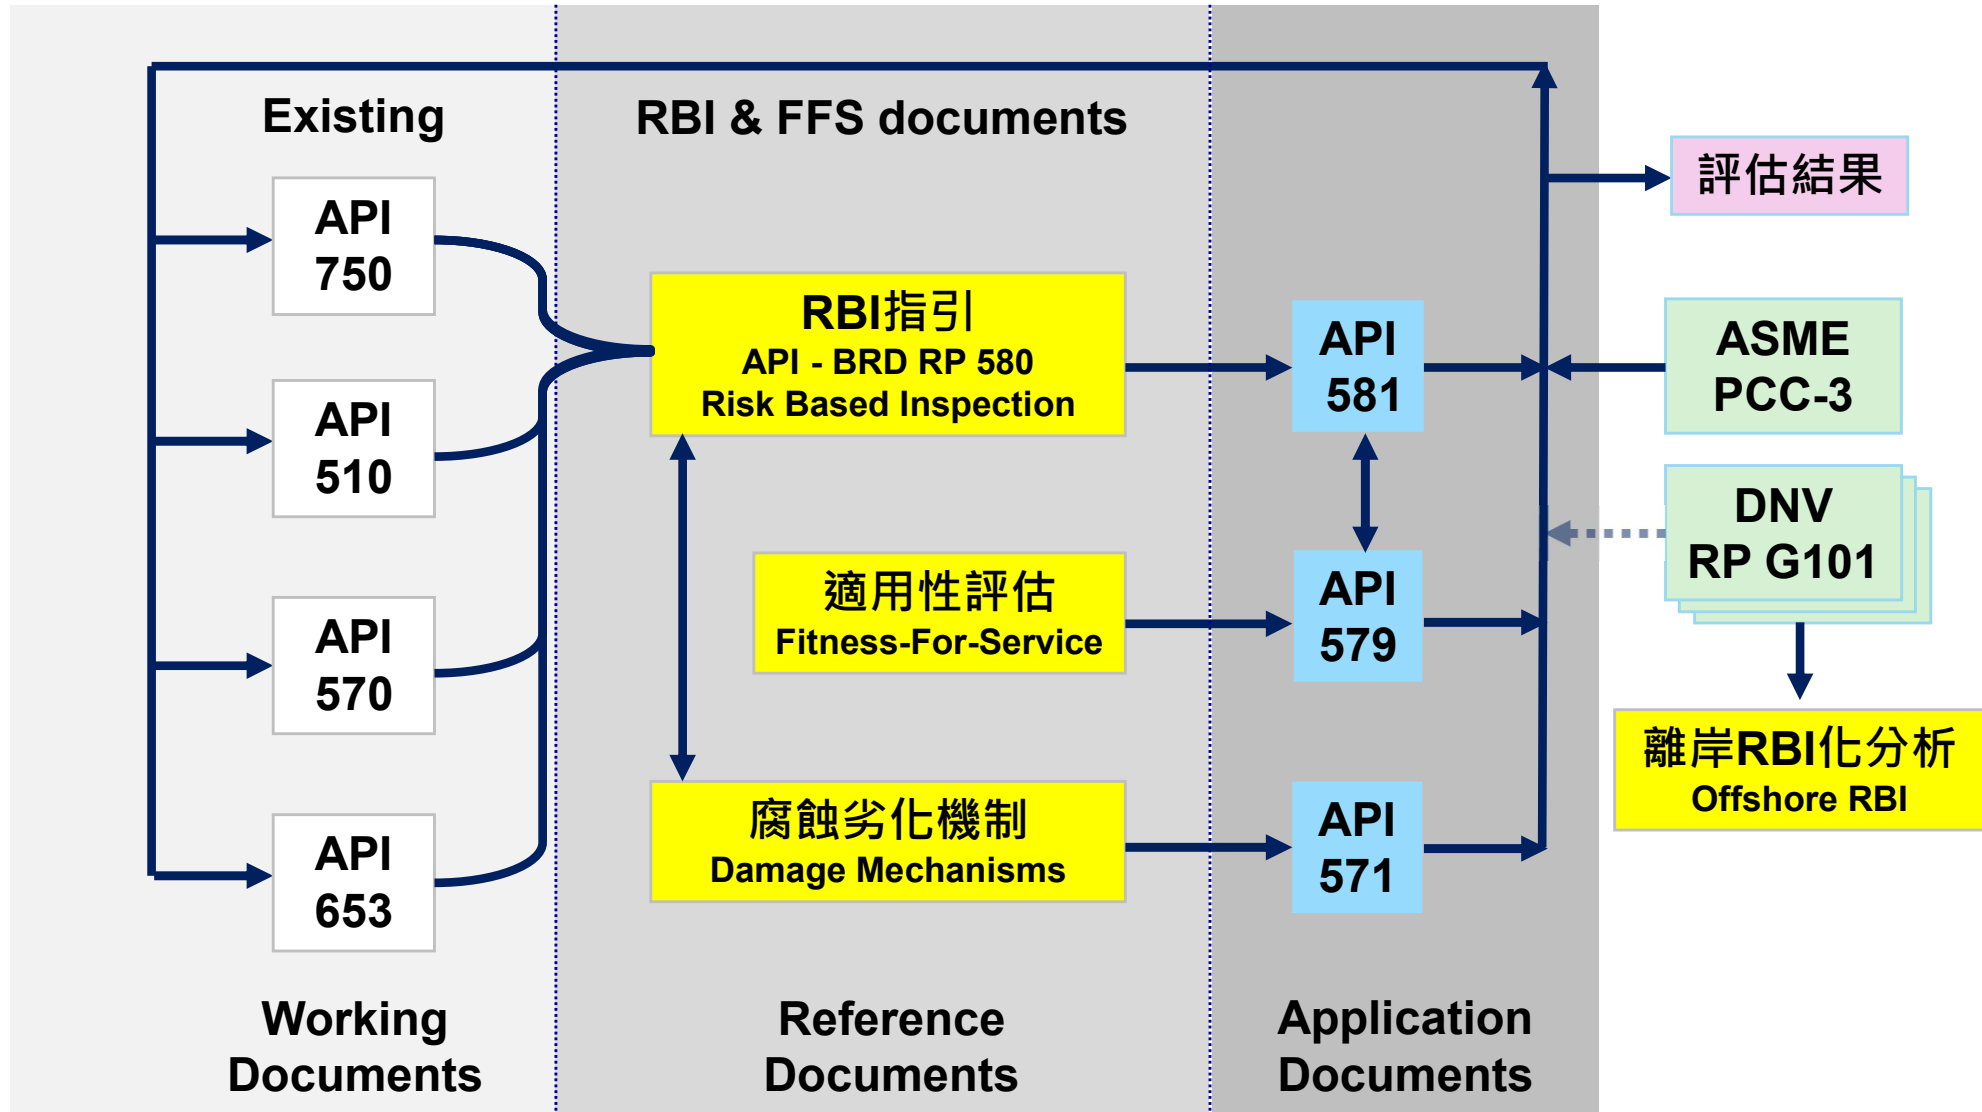 Existing
RBI & FFS documents
API
750
API
510
API
570
API
653
RBI指引
API - BRD RP 580
Risk Based Inspection
適用性評估
Fitness-For-Service
腐蝕劣化機制
Damage Mechanisms
API
581
API
579
API
571
評估結果
ASME
PCC-3
DNV
RP G101
離岸RBI化分析
Offshore RBI
Working
Documents
Reference
Documents
Application
Documents